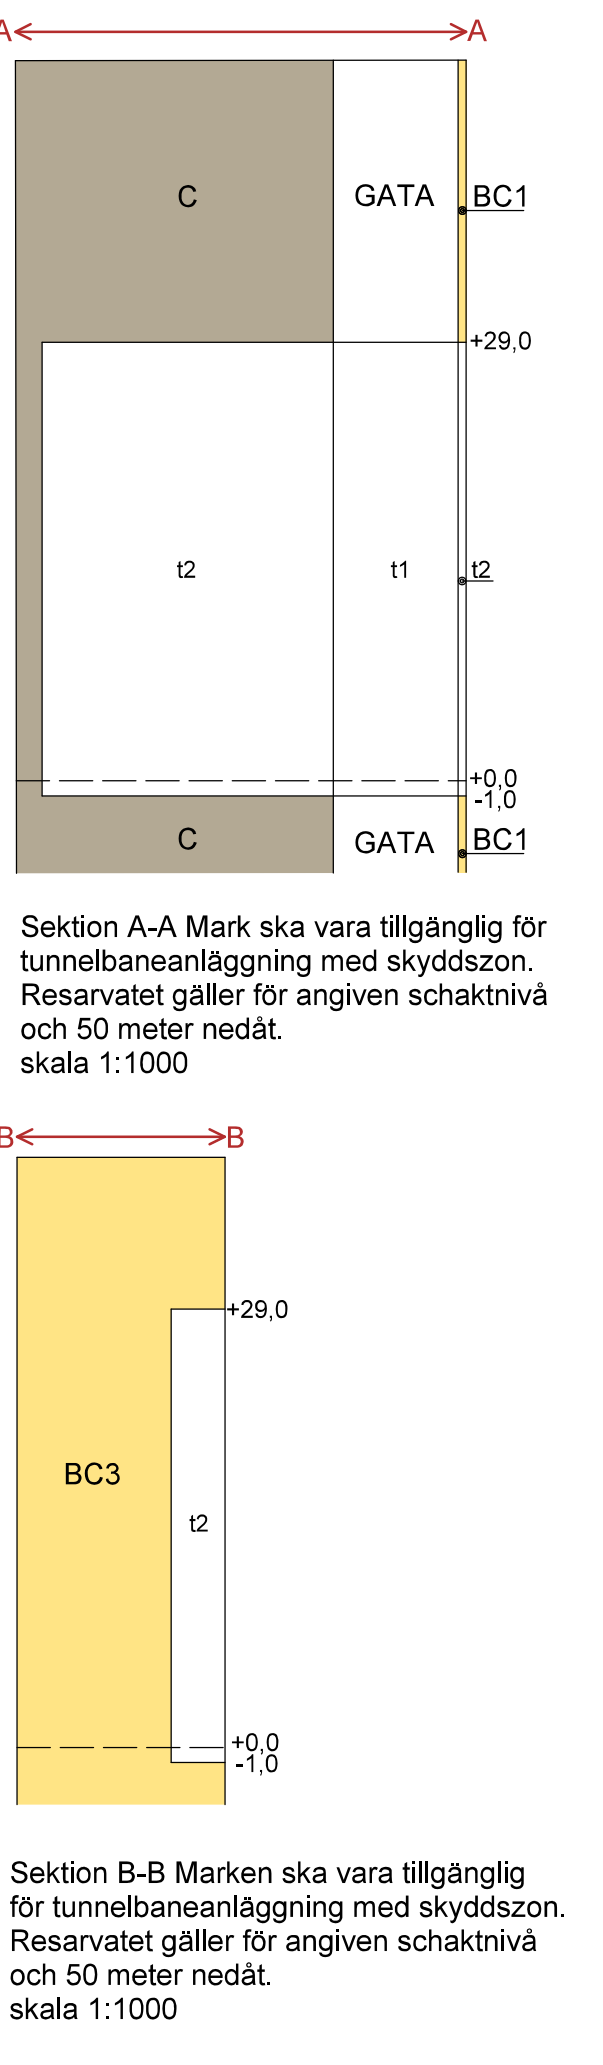 A A
C GATA BC1
+29,0
t2 t1 t2
+0,0
-1,0
C GATA BC1
Sektion A-A Mark ska vara tillgänglig för
tunnelbaneanläggning med skyddszon.
Resarvatet gäller för angiven schaktnivå
och 50 meter nedåt.
skala 1:1000
B B
+29,0
BC3
t2
+0,0
-1,0
Sektion B-B Marken ska vara tillgänglig
för tunnelbaneanläggning med skyddszon.
Resarvatet gäller för angiven schaktnivå
och 50 meter nedåt.
skala 1:1000